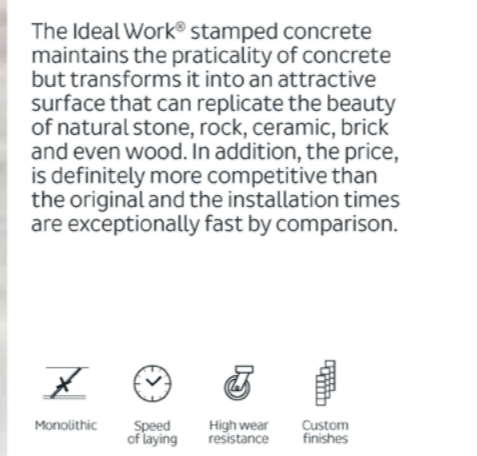 The Ideal Work® stamped concrete
maintains the praticality of concrete
but transforms it into an attractive
surface that can replicate the beauty
of natural stone, rock, ceramic, brick
and even wood. In addition, the price,
is definitely more competitive than
the original and the installation times
are exceptionally fast by comparison.
Monolithic
Speed
of laying
High wear
resistance
Custom
finishes